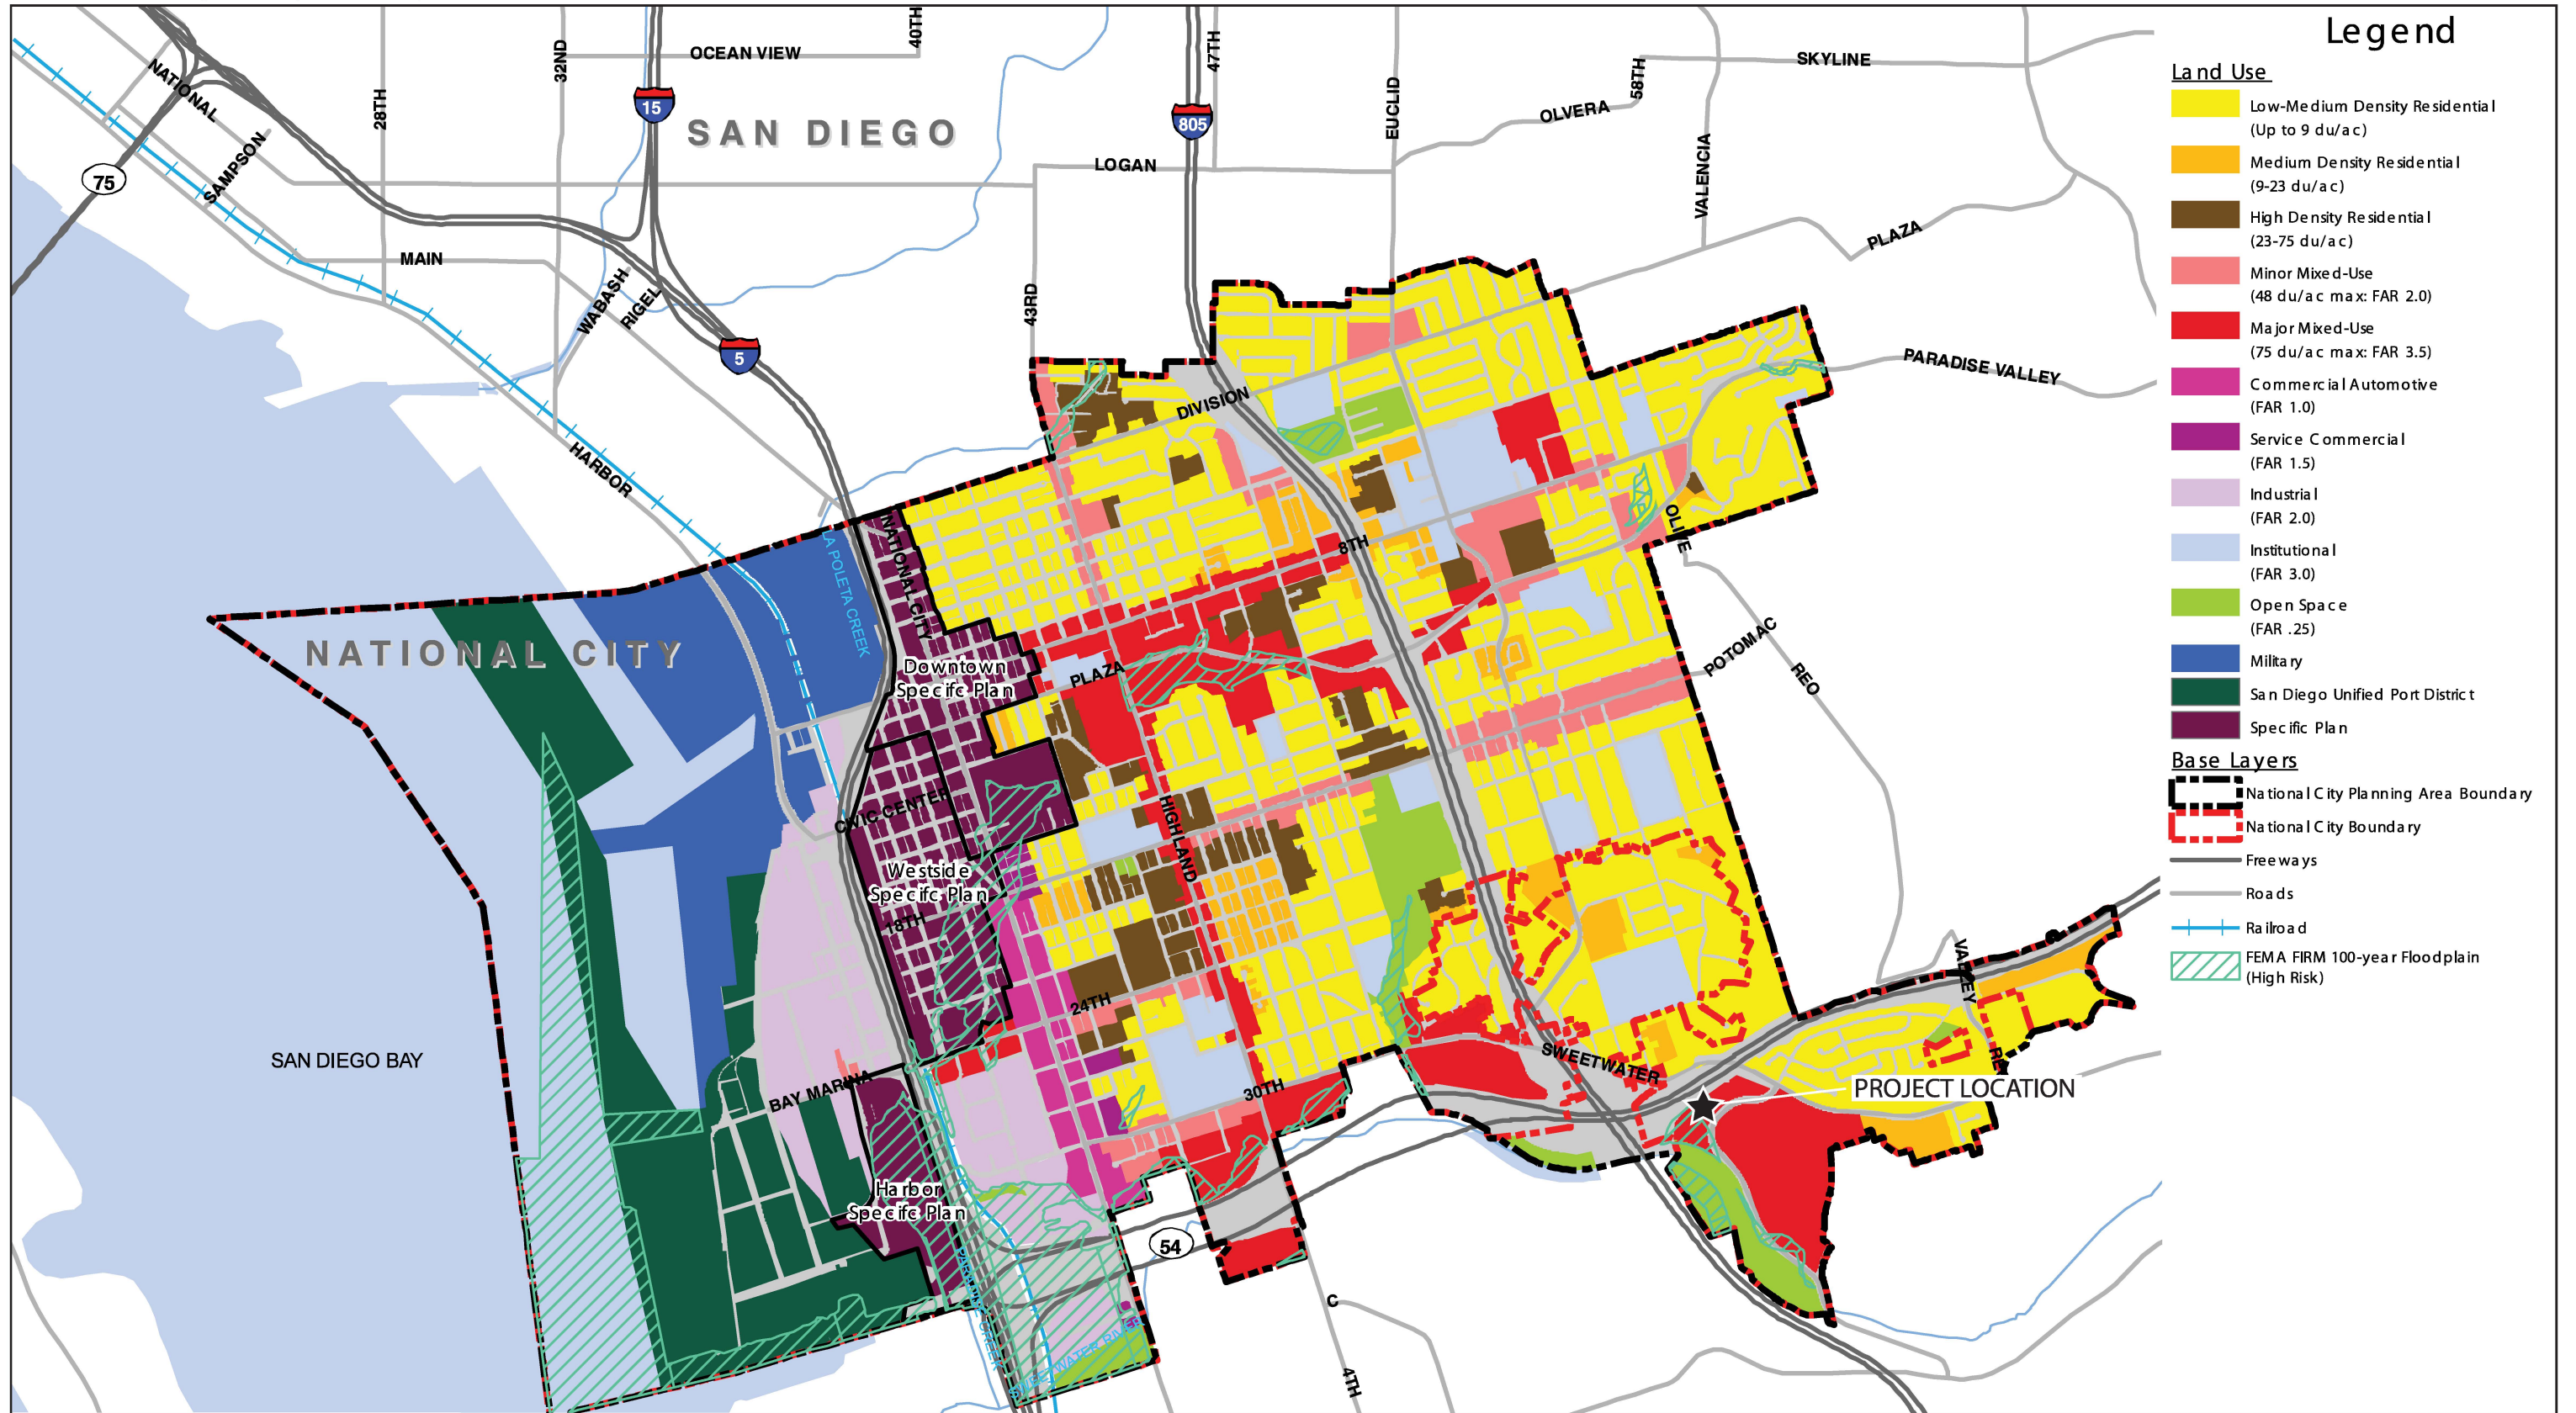 Legend
Land Use
Low-Medium Density Residential
(Up to 9 du/ac)
Medium Density Residential
(9-23 du/ac)
High Density Residential
(23-75 du/ac)
Minor Mixed-Use
(48 du/ac max: FAR 2.0)
Major Mixed-Use
(75 du/ac max: FAR 3.5)
Commercial Automotive
(FAR 1.0)
Service Commercial
(FAR 1.5)
Industrial
(FAR 2.0)
Institutional
(FAR 3.0)
Open Space
(FAR .25)
Military
San Diego Unified Port District
Specific Plan
Base Layers
National City Planning Area Boundary
National City Boundary
Freeways
Roads
Railroad
FEMA FIRM 100-year Floodplain
(High Risk)
NATIONAL
SAMPSON
28TH
32ND
40TH
OCEAN VIEW
15
SAN DIEGO
805
47TH
EUCLID
58TH
SKYLINE
OLVERA
VALENCIA
PLAZA
LOGAN
75
MAIN
WABASH
RIGEL
43RD
5
HARBOR
DIVISION
PARADISE VALLEY
NATIONAL CITY
LA POLETA CREEK
NATIONAL CITY
8TH
OLIVE
POTOMAC
REO
Downtown
Specifc Plan
PLAZA
CIVIC CENTER
HIGHLAND
Westside
Specifc Plan
18TH
24TH
SAN DIEGO BAY
BAY MARINA
30TH
SWEETWATER
VALLEY
PROJECT LOCATION
Harbor
Specifc Plan
54
C
4TH
SWEETWATER RIVER